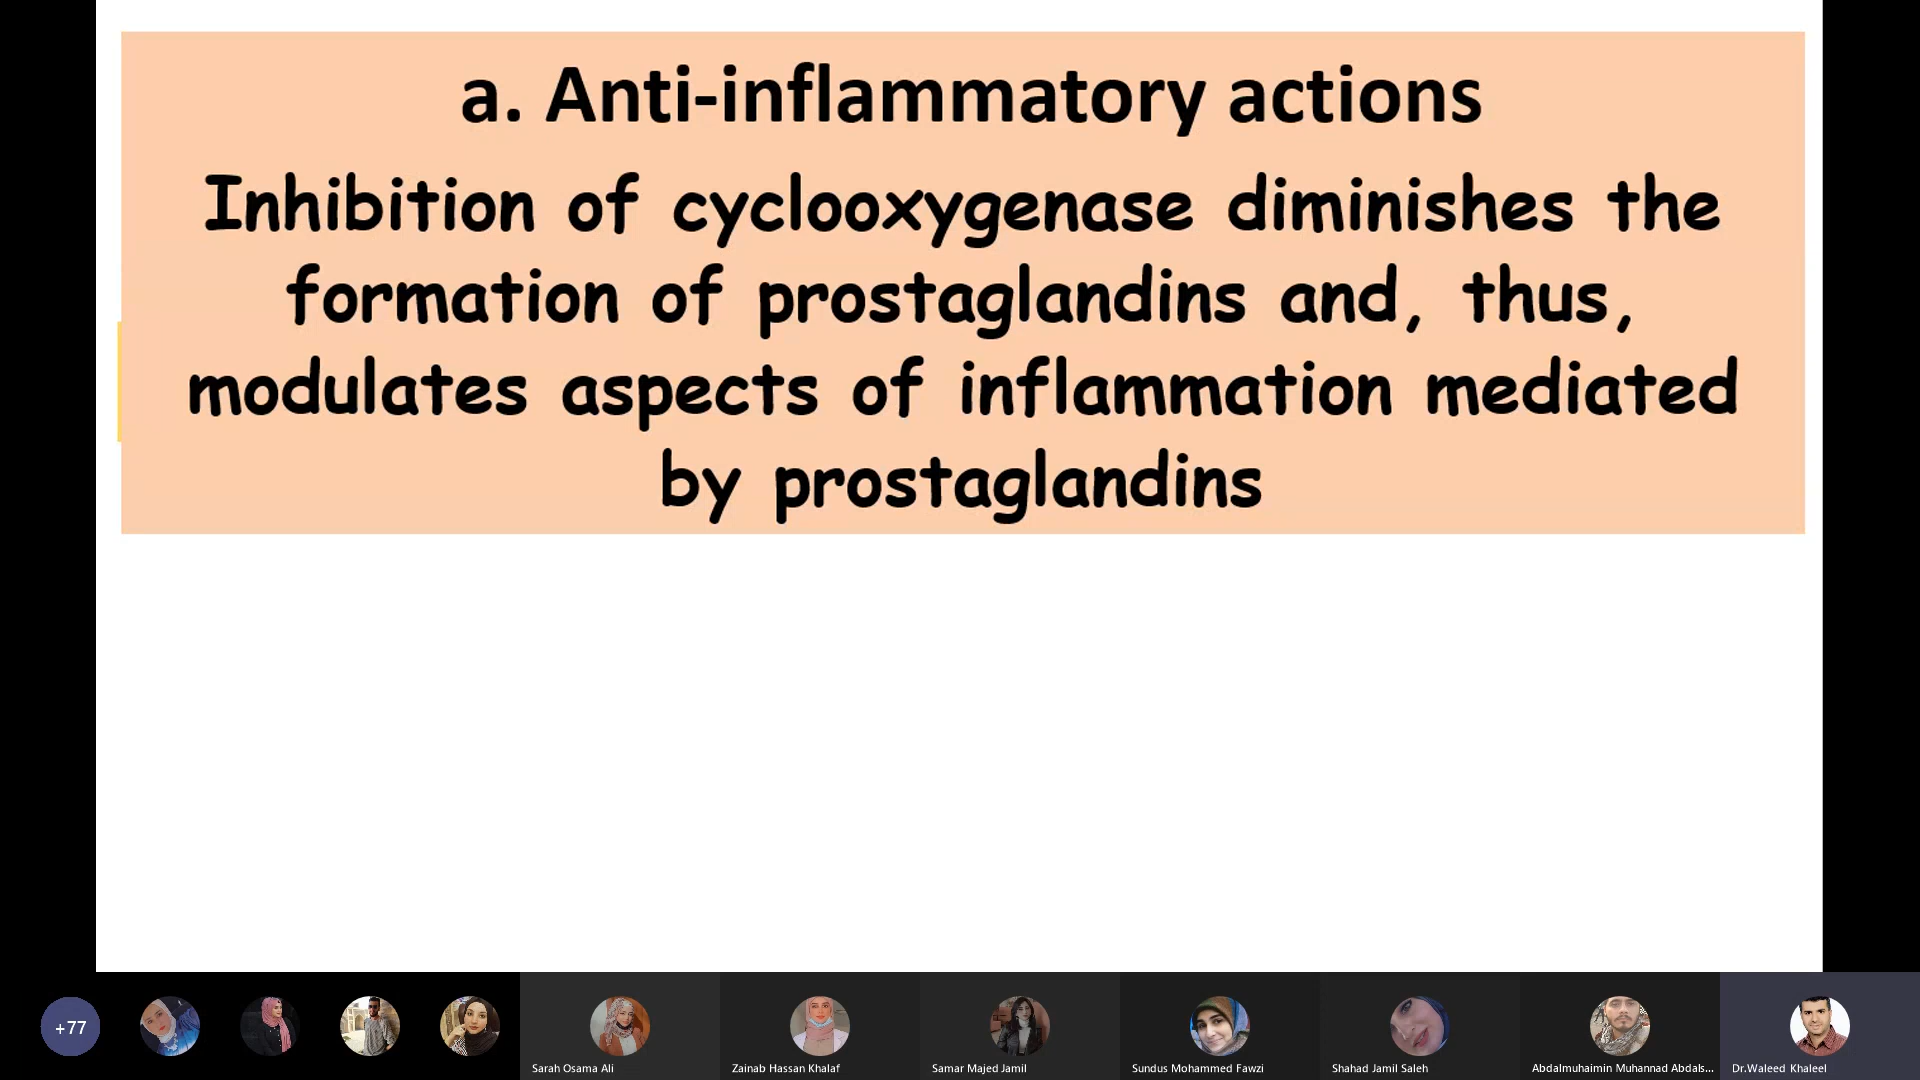 a. Anti-inflammatory actions
Inhibition of cyclooxygenase diminishes the
formation of prostaglandins and, thus,
modulates aspects of inflammation mediated
by prostaglandins
+77
Sarah Osama Ali
Zainab Hassan Khalaf
Samar Majed Jamil
Sundus Mohammed Fawzi
Shahad Jamil Saleh
Abdalmuhaimin Muhannad Abdals...
Dr.Waleed Khaleel